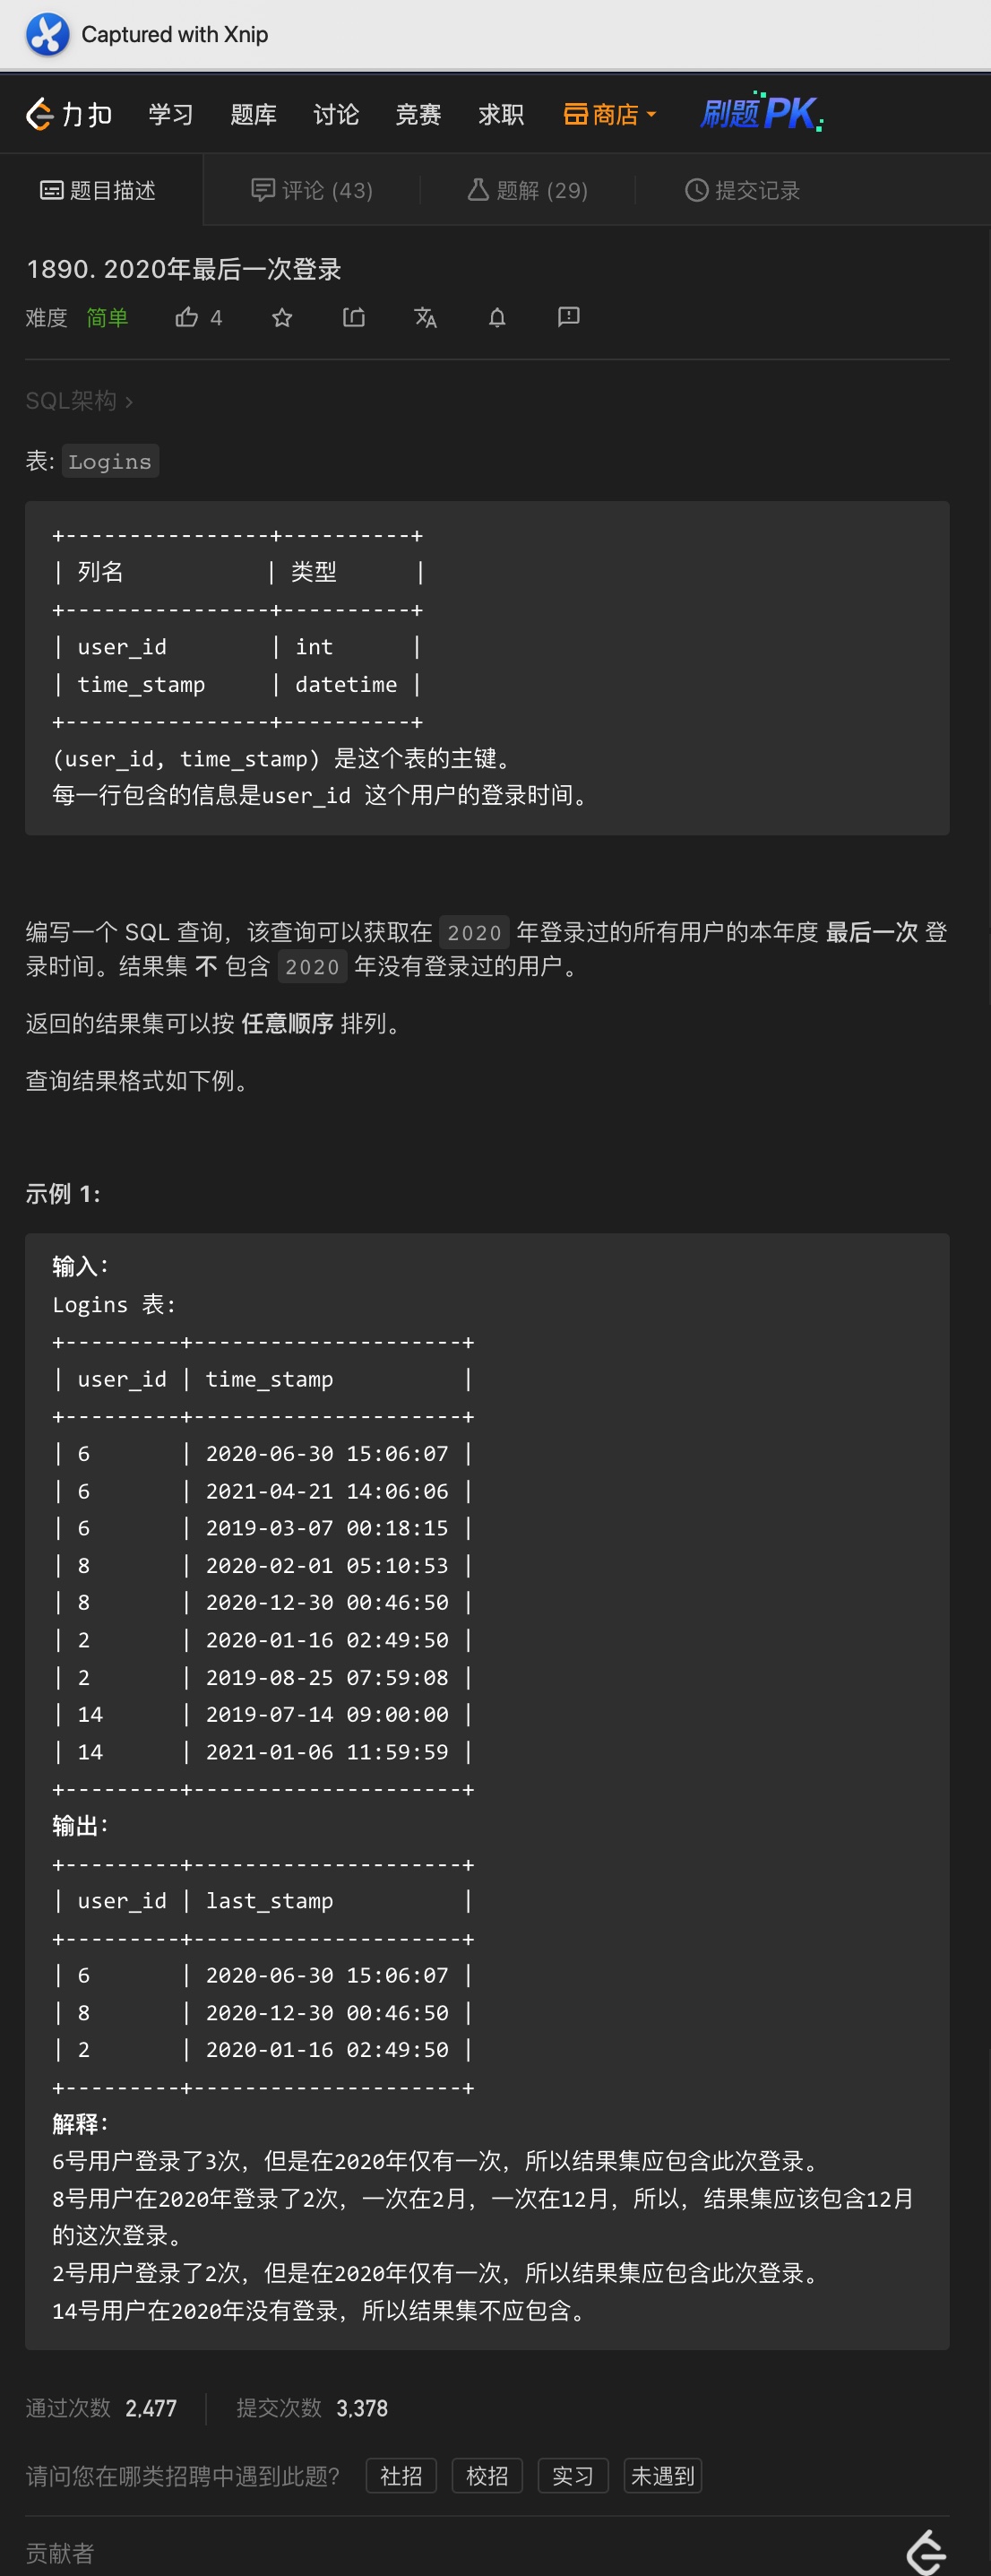 Captured with Xnip
力扣 学习 题库 讨论 竞赛 求职 商店 刷题PK
题目描述 评论 (43) 题解 (29) 提交记录
1890. 2020年最后一次登录
难度 简单 4
SQL架构 >
表: Logins
+----------------+----------+
| 列名 | 类型 |
+----------------+----------+
| user_id | int |
| time_stamp | datetime |
+----------------+----------+
(user_id, time_stamp) 是这个表的主键。
每一行包含的信息是user_id 这个用户的登录时间。
编写一个 SQL 查询，该查询可以获取在 2020 年登录过的所有用户的本年度 最后一次 登
录时间。结果集 不 包含 2020 年没有登录过的用户。
返回的结果集可以按 任意顺序 排列。
查询结果格式如下例。
示例 1:
输入：
Logins 表:
+---------+---------------------+
| user_id | time_stamp |
+---------+---------------------+
| 6 | 2020-06-30 15:06:07 |
| 6 | 2021-04-21 14:06:06 |
| 6 | 2019-03-07 00:18:15 |
| 8 | 2020-02-01 05:10:53 |
| 8 | 2020-12-30 00:46:50 |
| 2 | 2020-01-16 02:49:50 |
| 2 | 2019-08-25 07:59:08 |
| 14 | 2019-07-14 09:00:00 |
| 14 | 2021-01-06 11:59:59 |
+---------+---------------------+
输出：
+---------+---------------------+
| user_id | last_stamp |
+---------+---------------------+
| 6 | 2020-06-30 15:06:07 |
| 8 | 2020-12-30 00:46:50 |
| 2 | 2020-01-16 02:49:50 |
+---------+---------------------+
解释：
6号用户登录了3次，但是在2020年仅有一次，所以结果集应包含此次登录。
8号用户在2020年登录了2次，一次在2月，一次在12月，所以，结果集应该包含12月
的这次登录。
2号用户登录了2次，但是在2020年仅有一次，所以结果集应包含此次登录。
14号用户在2020年没有登录，所以结果集不应包含。
通过次数 2,477 提交次数 3,378
请问您在哪类招聘中遇到此题? 社招 校招 实习 未遇到
贡献者